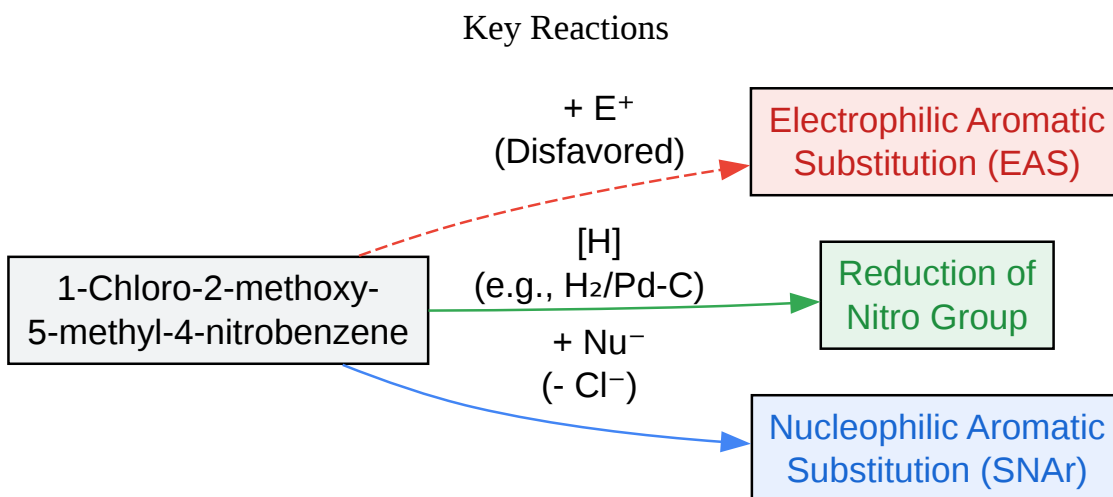 Key Reactions
+ E⁺
(Disfavored)
Electrophilic Aromatic
Substitution (EAS)
1-Chloro-2-methoxy-
5-methyl-4-nitrobenzene
[H]
(e.g., H₂/Pd-C)
Reduction of
Nitro Group
+ Nu⁻
(- Cl⁻)
Nucleophilic Aromatic
Substitution (SNAr)